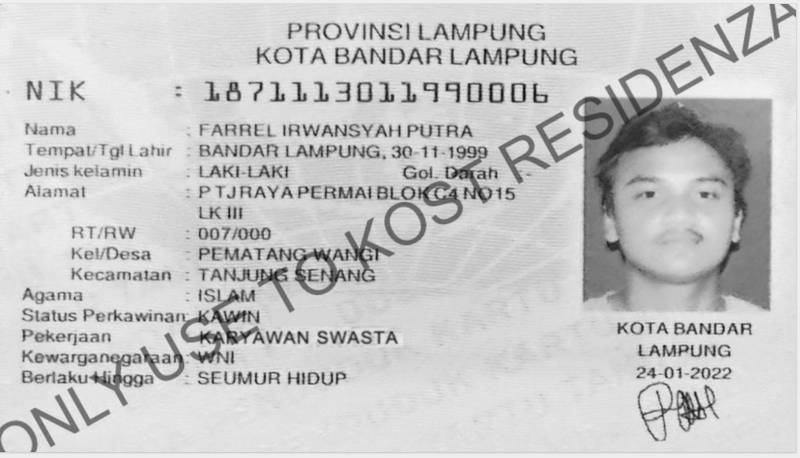 PROVINSI LAMPUNG
KOTA BANDAR LAMPUNG
NIK : 1871113011990006
Nama : FARREL IRWANSYAH PUTRA
Tempat/Tgl Lahir : BANDAR LAMPUNG, 30-11-1999
Jenis kelamin : LAKI-LAKI Gol. Darah : -
Alamat : P TJ RAYA PERMAI BLOK C4 NO 15
LK III
RT/RW : 007/000
Kel/Desa : PEMATANG WANGI
Kecamatan : TANJUNG SENANG
Agama : ISLAM
Status Perkawinan: KAWIN
Pekerjaan : KARYAWAN SWASTA
Kewarganegaraan: WNI
Berlaku Hingga : SEUMUR HIDUP
KOTA BANDAR
LAMPUNG
24-01-2022
ONLY USE TO KOST RESIDENZA